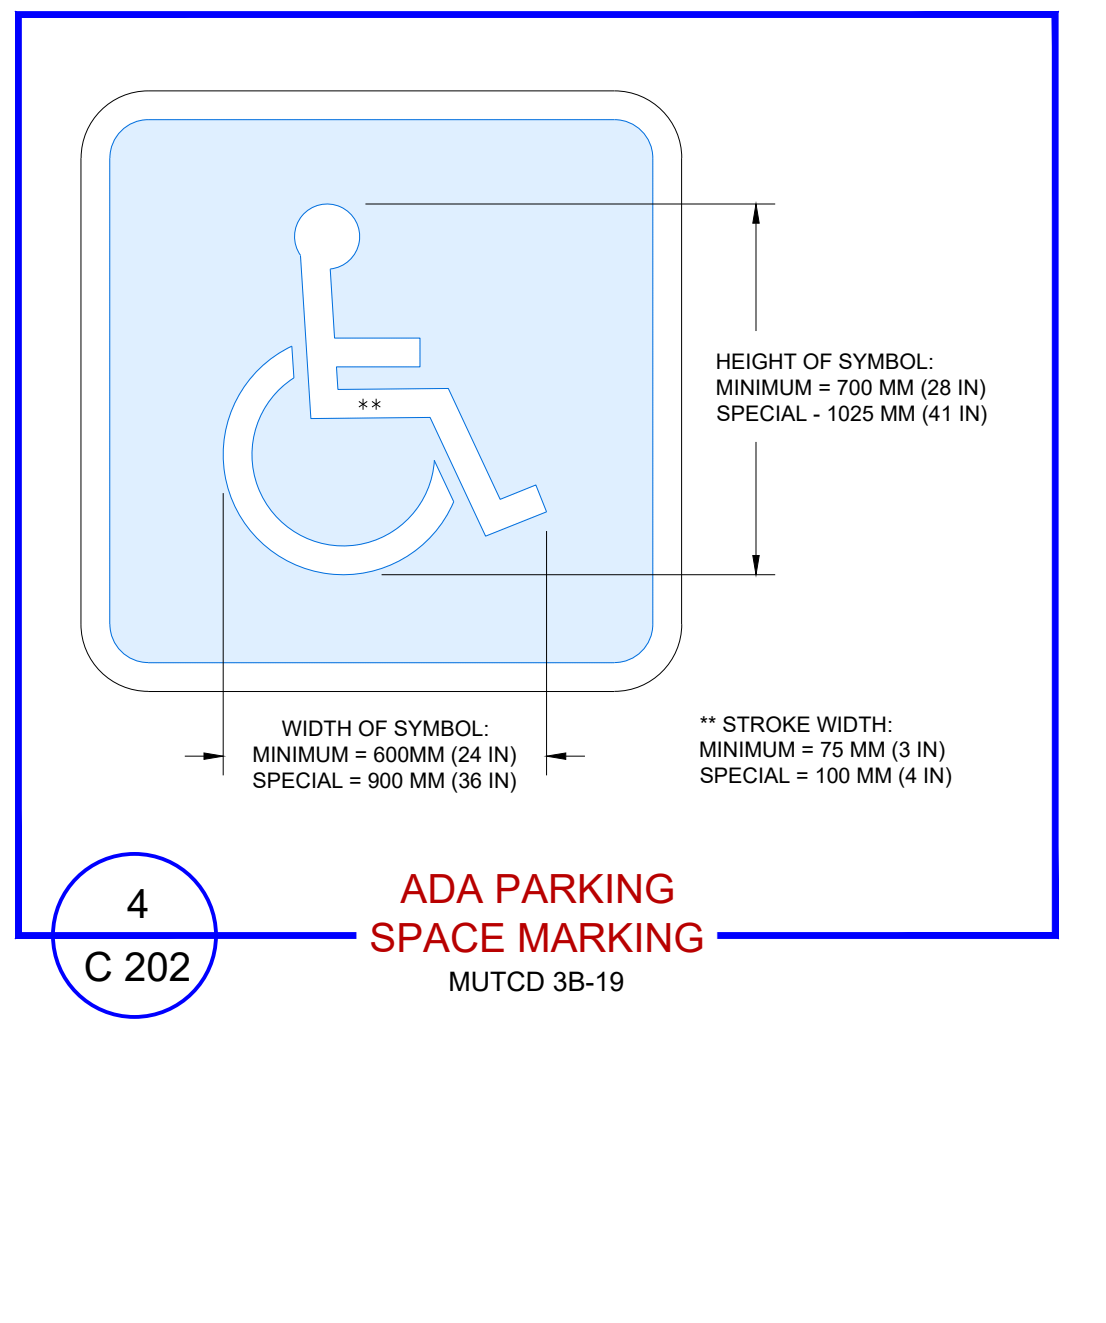 **
HEIGHT OF SYMBOL:
MINIMUM = 700 MM (28 IN)
SPECIAL - 1025 MM (41 IN)
WIDTH OF SYMBOL:
MINIMUM = 600MM (24 IN)
SPECIAL = 900 MM (36 IN)
** STROKE WIDTH:
MINIMUM = 75 MM (3 IN)
SPECIAL = 100 MM (4 IN)
4
C 202
ADA PARKING
SPACE MARKING
MUTCD 3B-19